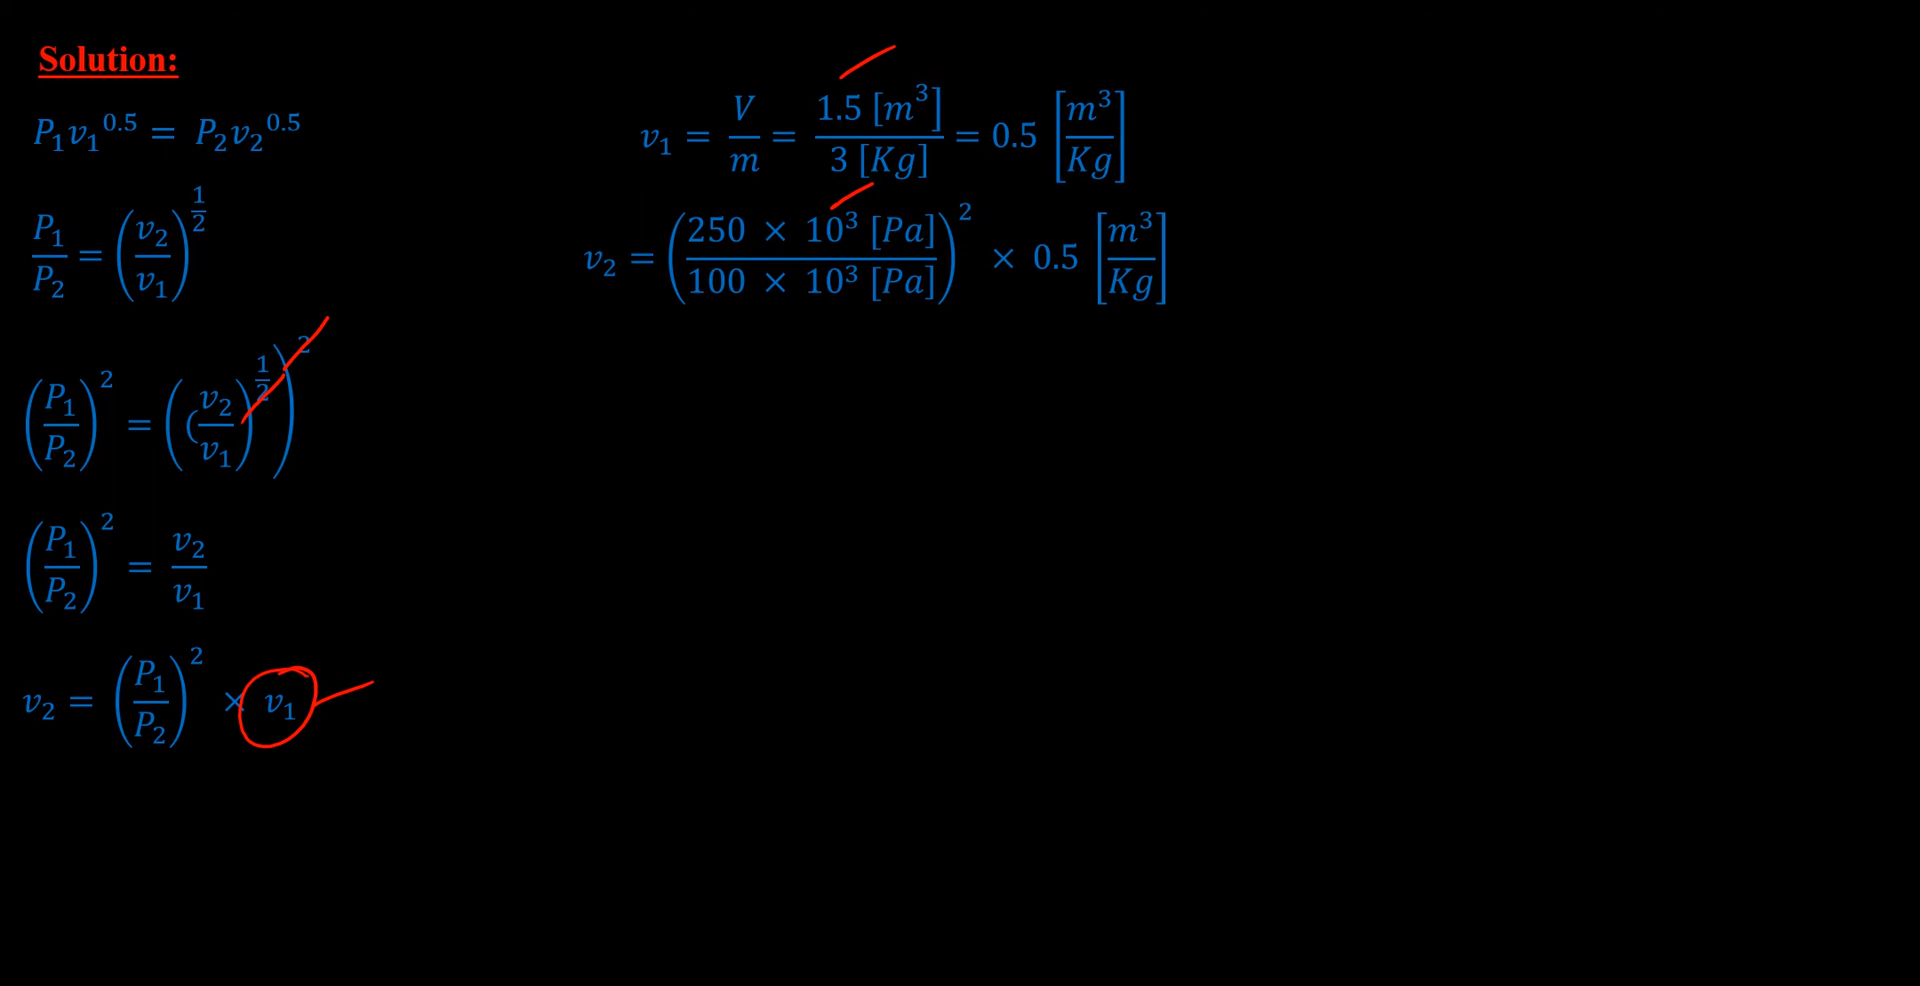 Solution:
P₁v₁^0.5 = P₂v₂^0.5
P₁/P₂ = (v₂/v₁)^(1/2)
(P₁/P₂)² = ((v₂/v₁)^(1/2))²
(P₁/P₂)² = v₂/v₁
v₂ = (P₁/P₂)² × v₁
v₁ = V/m = 1.5 [m³]/3 [Kg] = 0.5 [m³/Kg]
v₂ = (250 × 10³ [Pa]/100 × 10³ [Pa])² × 0.5 [m³/Kg]